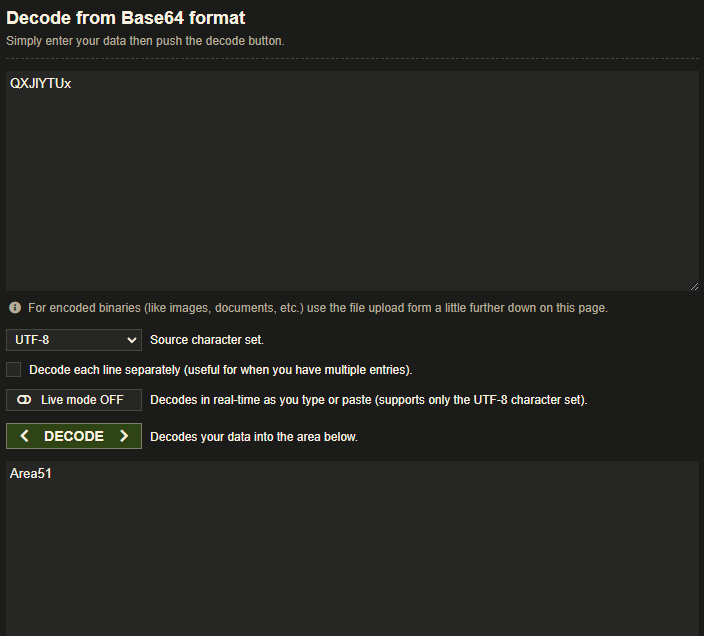 Decode from Base64 format
Simply enter your data then push the decode button.
QXJlYTUx
For encoded binaries (like images, documents, etc.) use the file upload form a little further down on this page.
UTF-8 Source character set.
Decode each line separately (useful for when you have multiple entries).
Live mode OFF Decodes in real-time as you type or paste (supports only the UTF-8 character set).
< DECODE > Decodes your data into the area below.
Area51